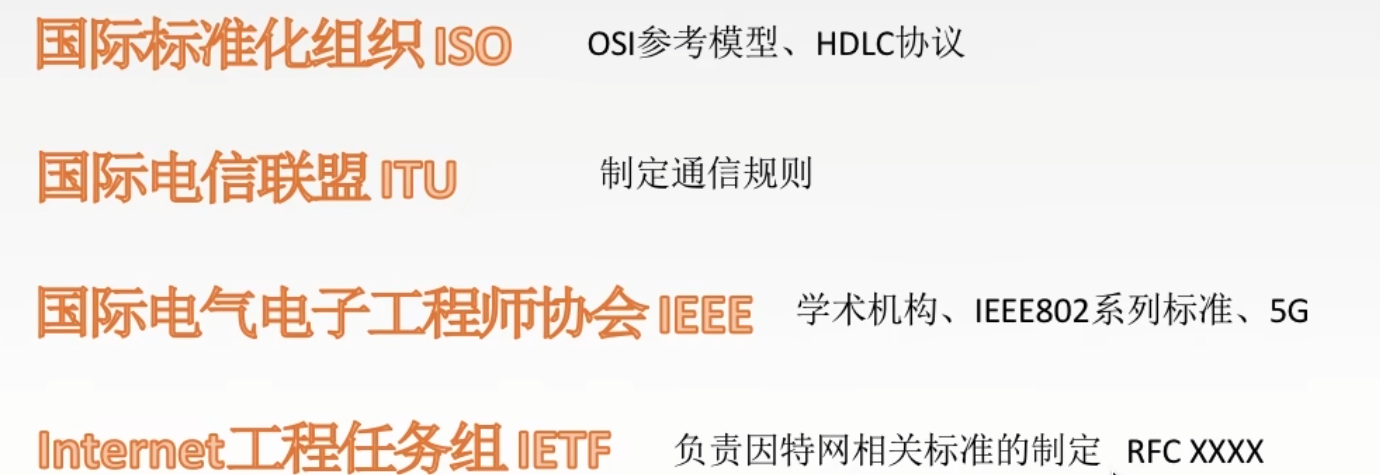 国际标准化组织 ISO OSI参考模型、HDLC协议
国际电信联盟 ITU 制定通信规则
国际电气电子工程师协会 IEEE 学术机构、IEEE802系列标准、5G
Internet工程任务组 IETF 负责因特网相关标准的制定 RFC XXXX